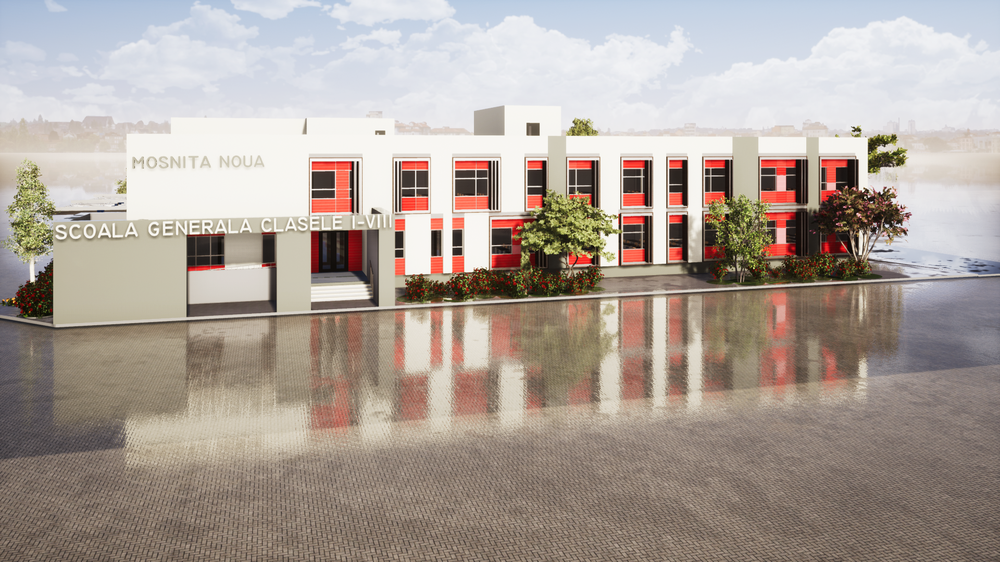 MOSNITA NOUA
SCOALA GENERALA CLASELE I-VIII